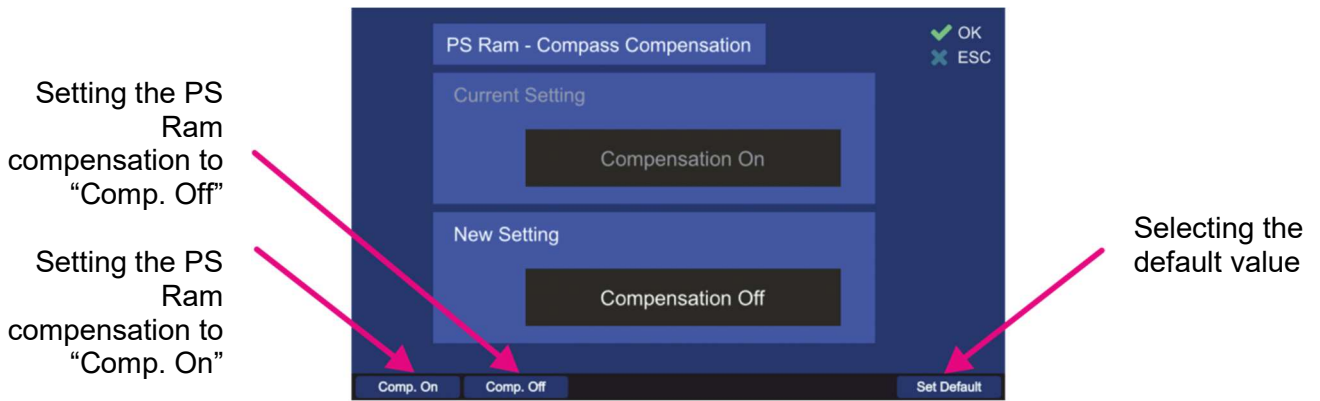 Setting the PS
Ram
compensation to
“Comp. Off”
Setting the PS
Ram
compensation to
“Comp. On”
PS Ram - Compass Compensation
OK
ESC
Current Setting
Compensation On
New Setting
Compensation Off
Comp. On
Comp. Off
Set Default
Selecting the
default value